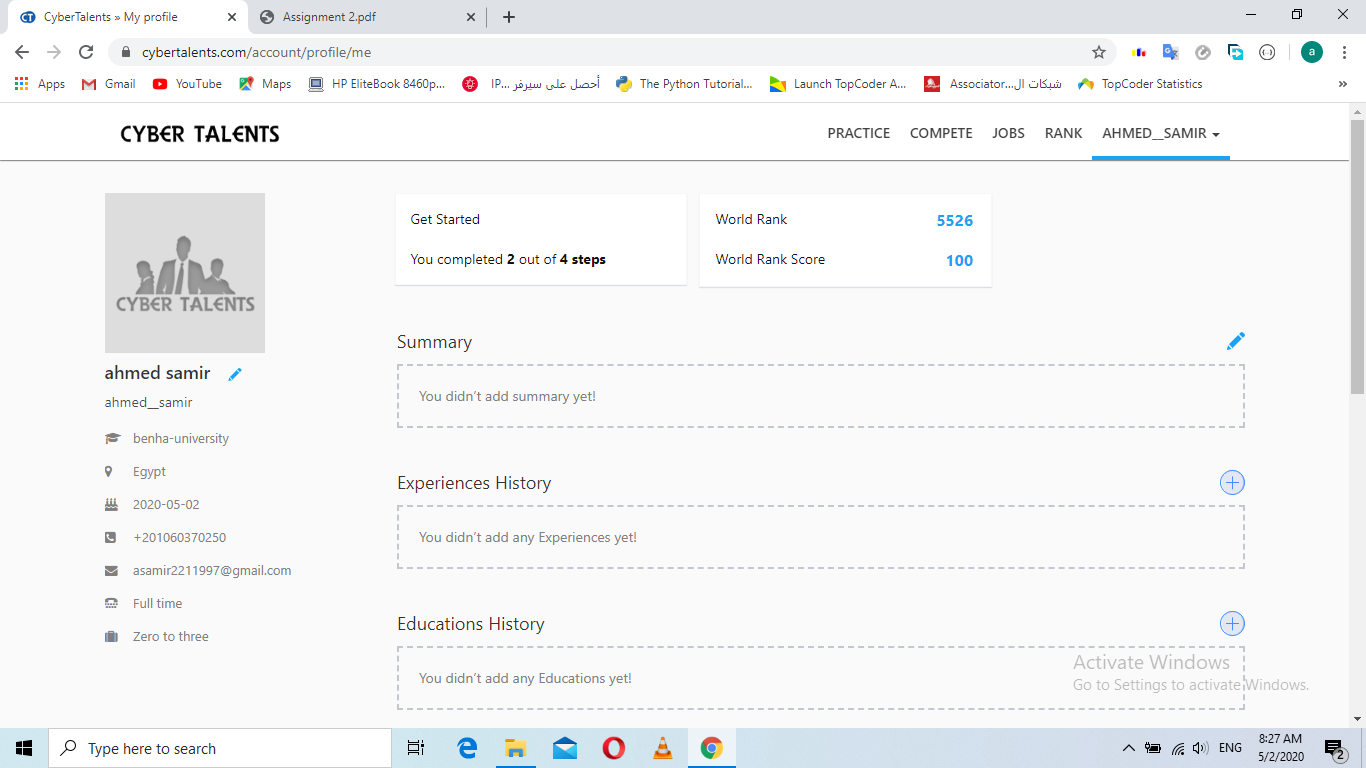 CyberTalents » My profile
Assignment 2.pdf
cybertalents.com/account/profile/me
a
Apps
Gmail
YouTube
Maps
HP EliteBook 8460p...
أحصل على سيرفر IP...
The Python Tutorial...
Launch TopCoder A...
شبكات ال...Associator
TopCoder Statistics
»
CYBER TALENTS
PRACTICE
COMPETE
JOBS
RANK
AHMED__SAMIR
CYBER TALENTS
Get Started
You completed 2 out of 4 steps
World Rank 5526
World Rank Score 100
ahmed samir
ahmed__samir
benha-university
Egypt
2020-05-02
+201060370250
asamir2211997@gmail.com
Full time
Zero to three
Summary
You didn't add summary yet!
Experiences History
You didn't add any Experiences yet!
Educations History
You didn't add any Educations yet!
Activate Windows
Go to Settings to activate Windows.
Type here to search
ENG
8:27 AM
5/2/2020
2